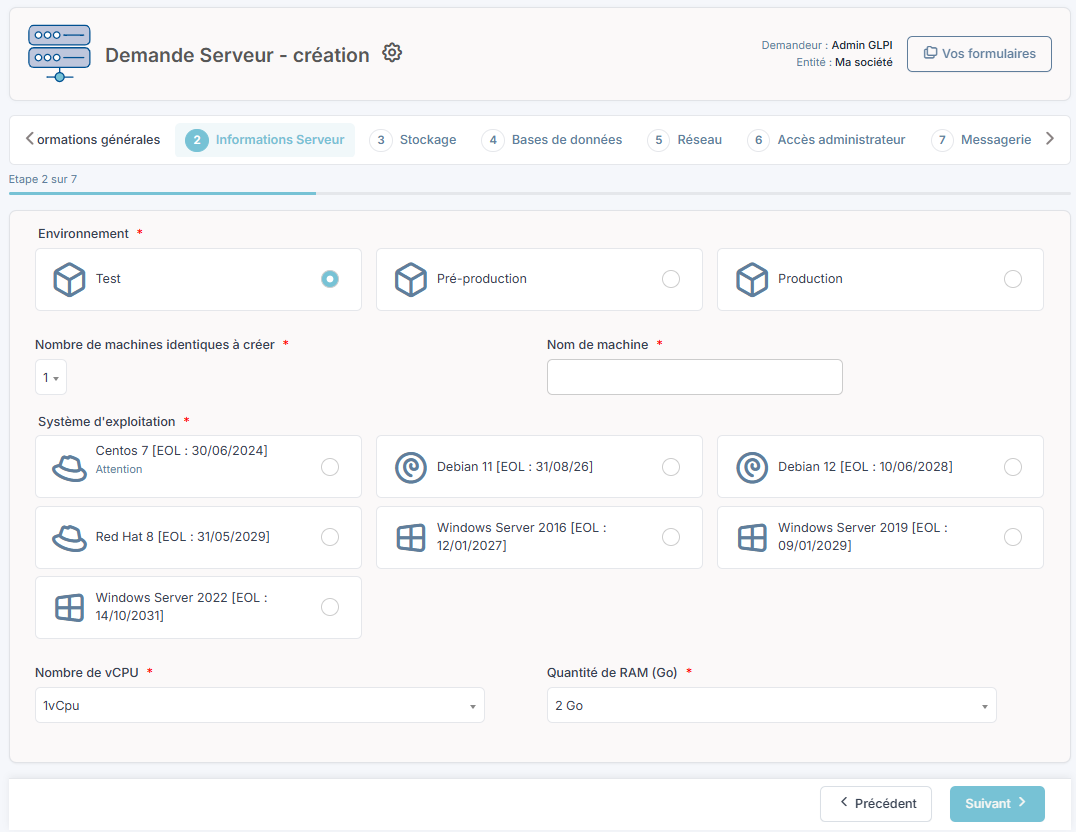 Demande Serveur - création
Demandeur : Admin GLPI
Entité : Ma société
Vos formulaires
ormations générales
2 Informations Serveur
3 Stockage
4 Bases de données
5 Réseau
6 Accès administrateur
7 Messagerie
Etape 2 sur 7
Environnement *
Test
Pré-production
Production
Nombre de machines identiques à créer *
Nom de machine *
1
Système d'exploitation *
Centos 7 [EOL : 30/06/2024]
Attention
Debian 11 [EOL : 31/08/26]
Debian 12 [EOL : 10/06/2028]
Red Hat 8 [EOL : 31/05/2029]
Windows Server 2016 [EOL :
12/01/2027]
Windows Server 2019 [EOL :
09/01/2029]
Windows Server 2022 [EOL :
14/10/2031]
Nombre de vCPU *
Quantité de RAM (Go) *
1vCpu
2 Go
Précédent
Suivant